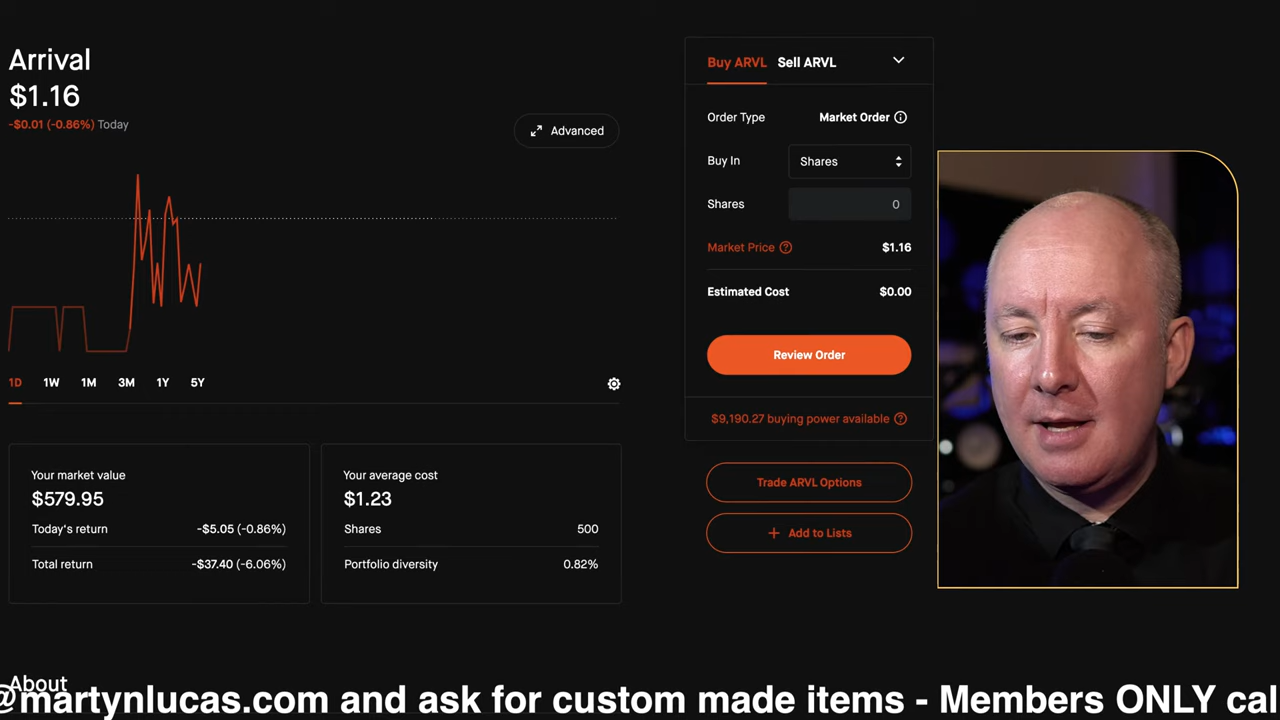 Arrival
$1.16
-$0.01 (-0.86%) Today
Advanced
1D 1W 1M 3M 1Y 5Y
Your market value
$579.95
Today's return -$5.05 (-0.86%)
Total return -$37.40 (-6.06%)
Your average cost
$1.23
Shares 500
Portfolio diversity 0.82%
Buy ARVL Sell ARVL
Order Type Market Order
Buy In Shares
Shares 0
Market Price $1.16
Estimated Cost $0.00
Review Order
$9,190.27 buying power available
Trade ARVL Options
+ Add to Lists
About
@martynlucas.com and ask for custom made items - Members ONLY cal